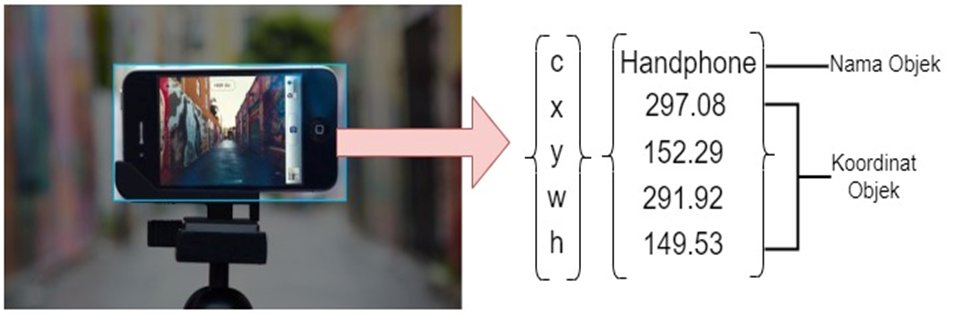 c Handphone Nama Objek
x 297.08
y 152.29
Koordinat
Objek
w 291.92
h 149.53